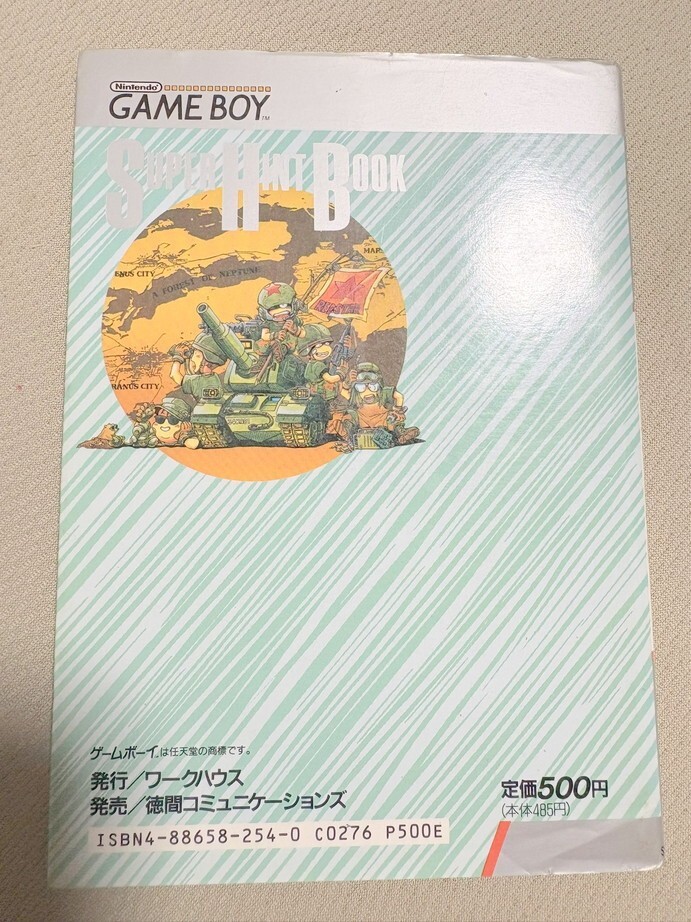 Nintendo
GAME BOY™
SUPER HINT BOOK
ENUS CITY
MAR
A FOREST OF NEPTUNE
RANUS CITY
ゲームボーイ™は任天堂の商標です。
発行／ワークハウス
発売／徳間コミュニケーションズ
定価500円
(本体485円)
ISBN4-88658-254-0 C0276 P500E